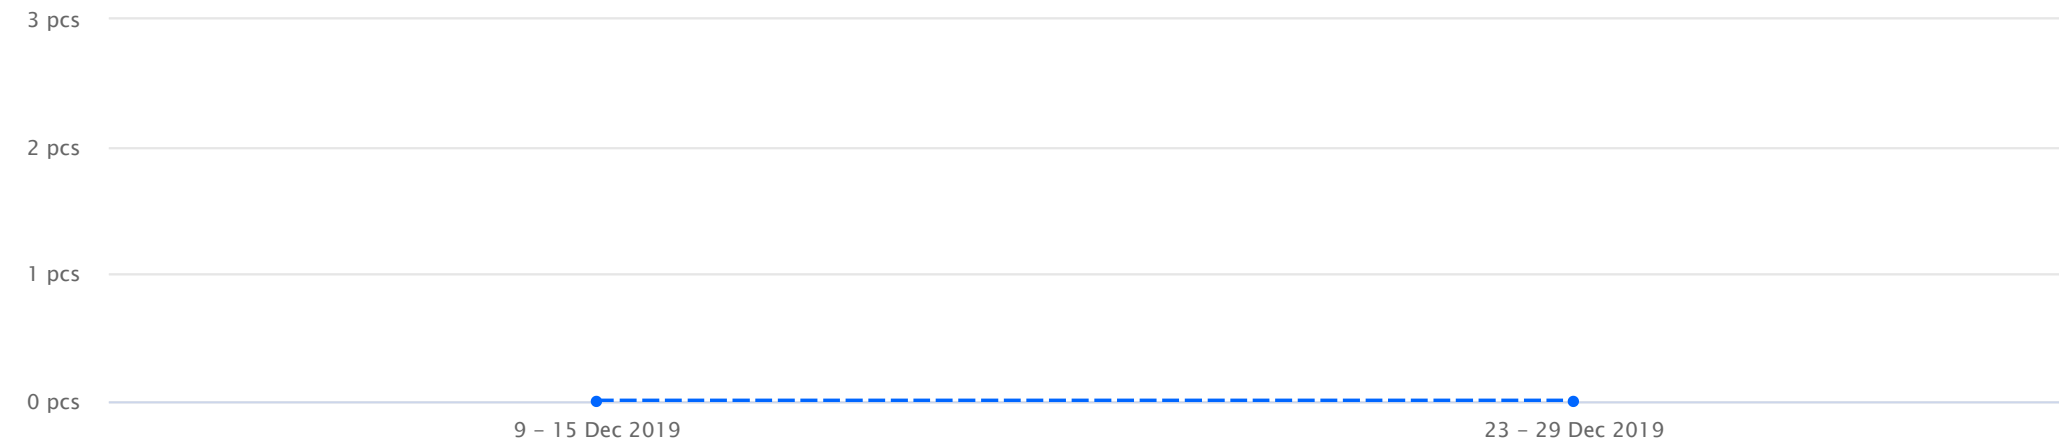 3 pcs
2 pcs
1 pcs
0 pcs
9 – 15 Dec 2019
23 – 29 Dec 2019